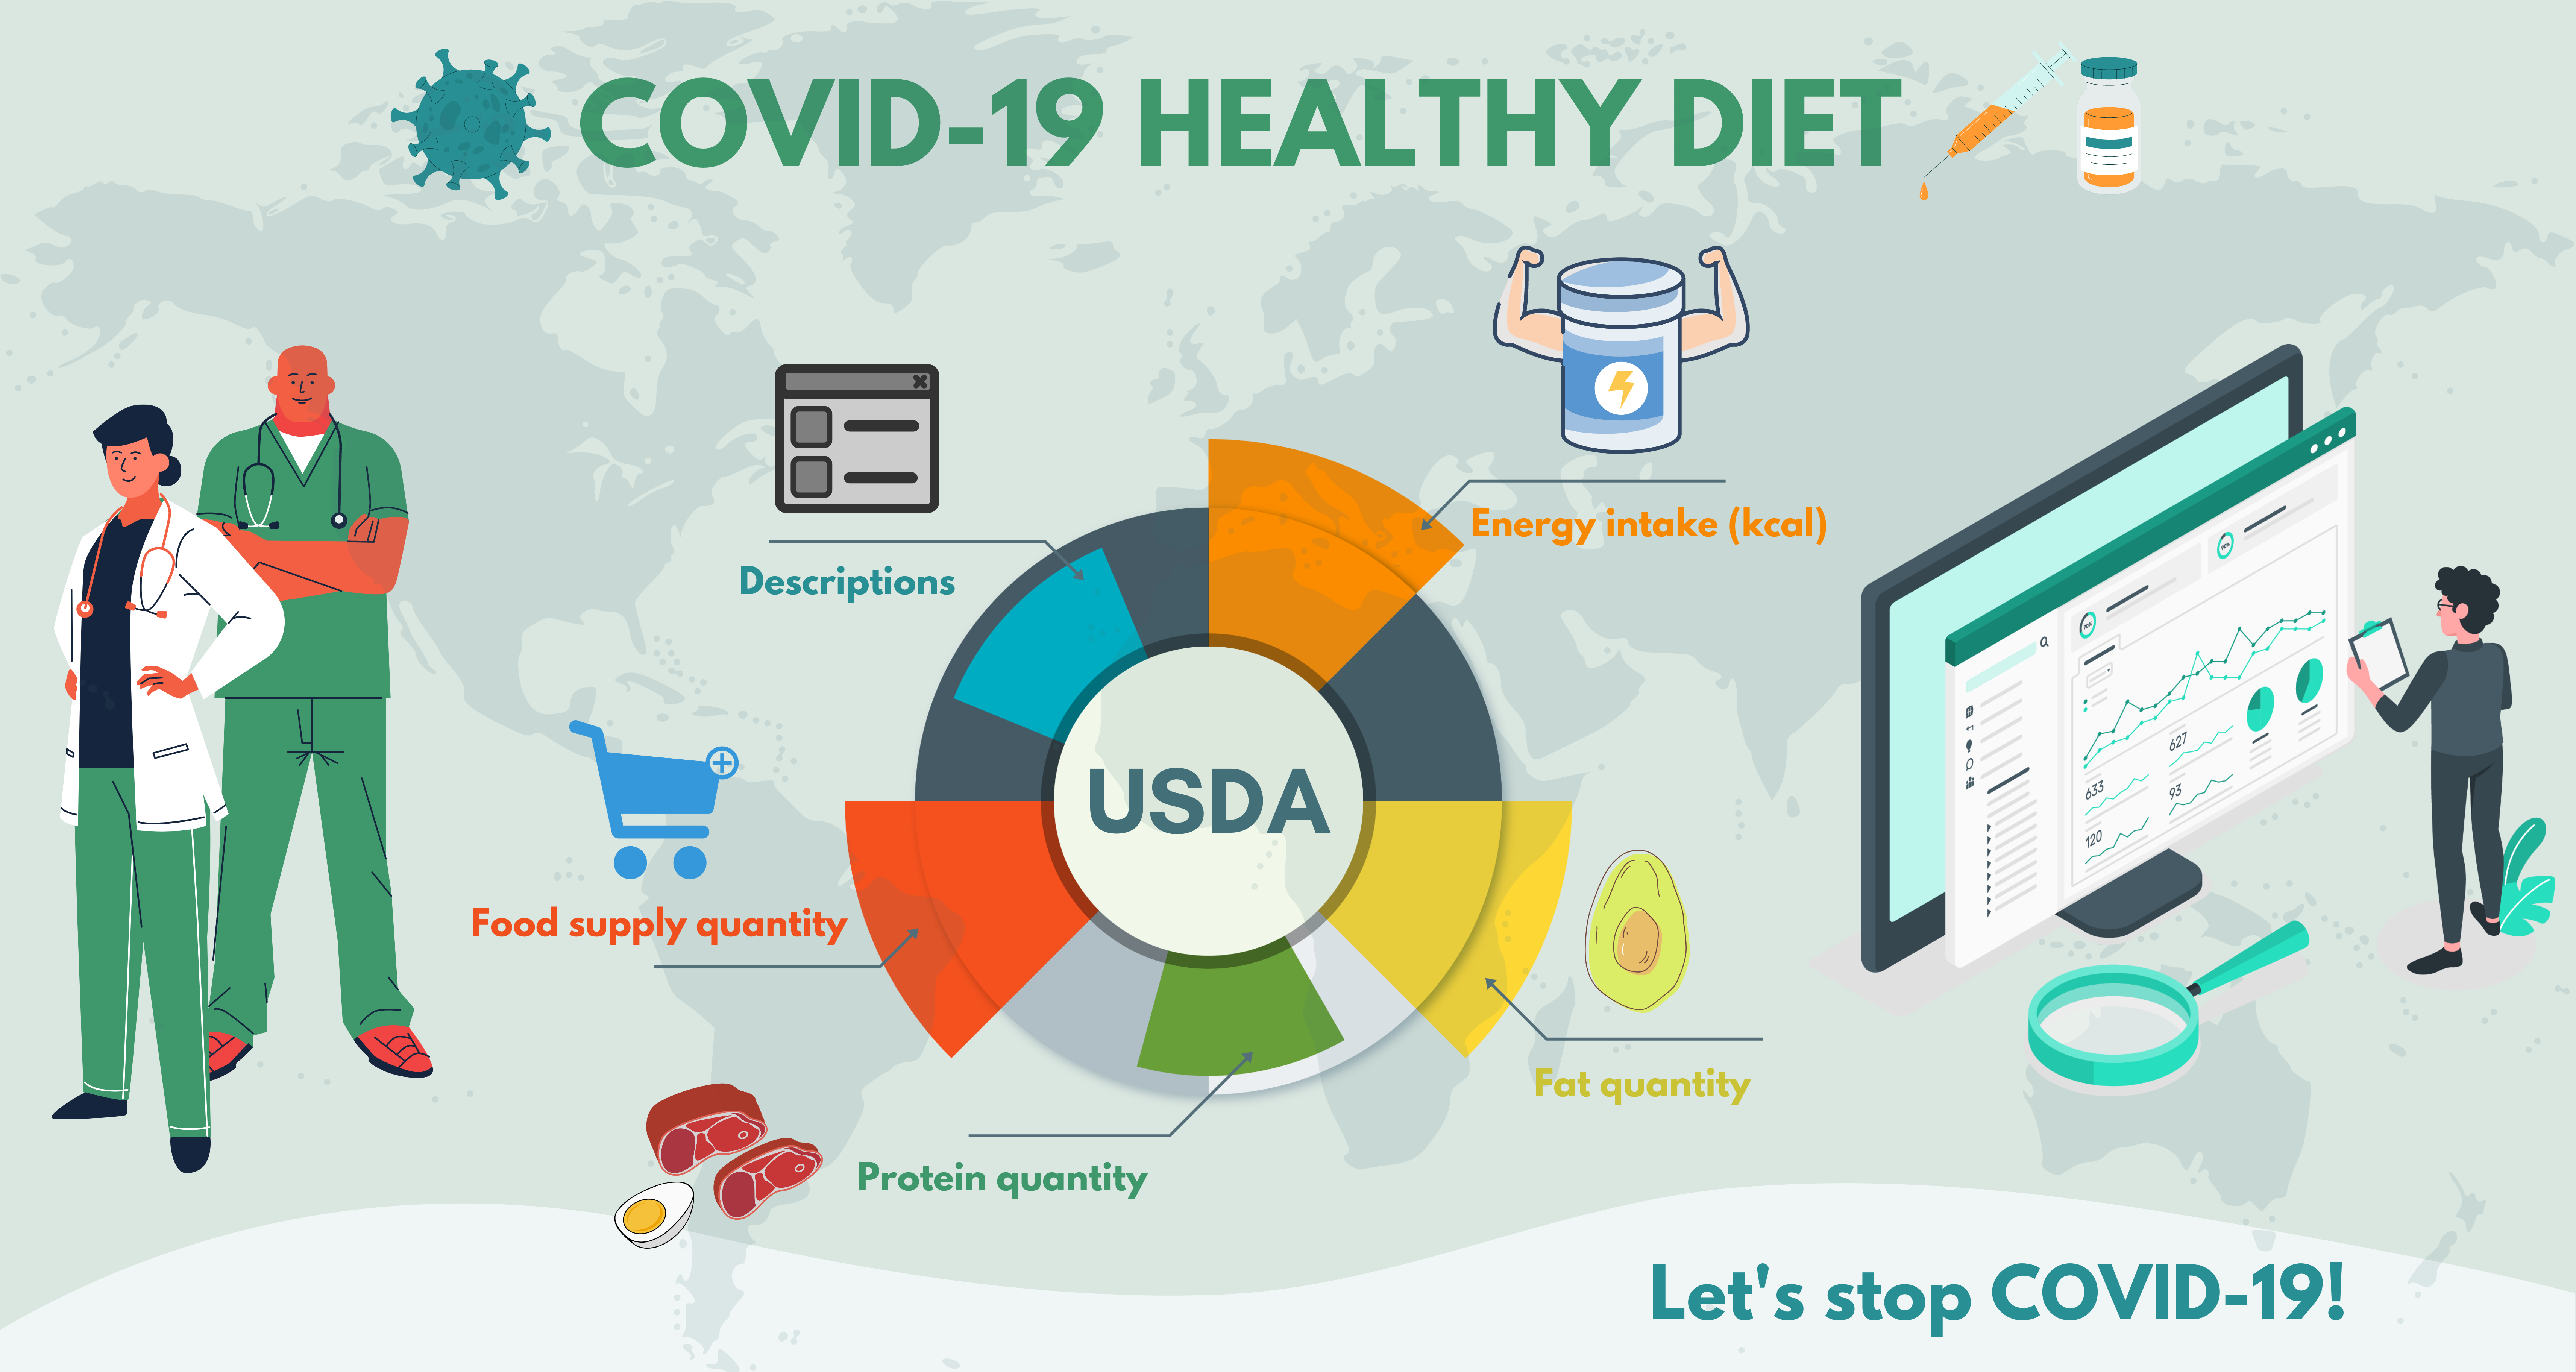 COVID-19 HEALTHY DIET
Energy intake (kcal)
Descriptions
USDA
Food supply quantity
Fat quantity
Protein quantity
627
633
93
120
Let's stop COVID-19!